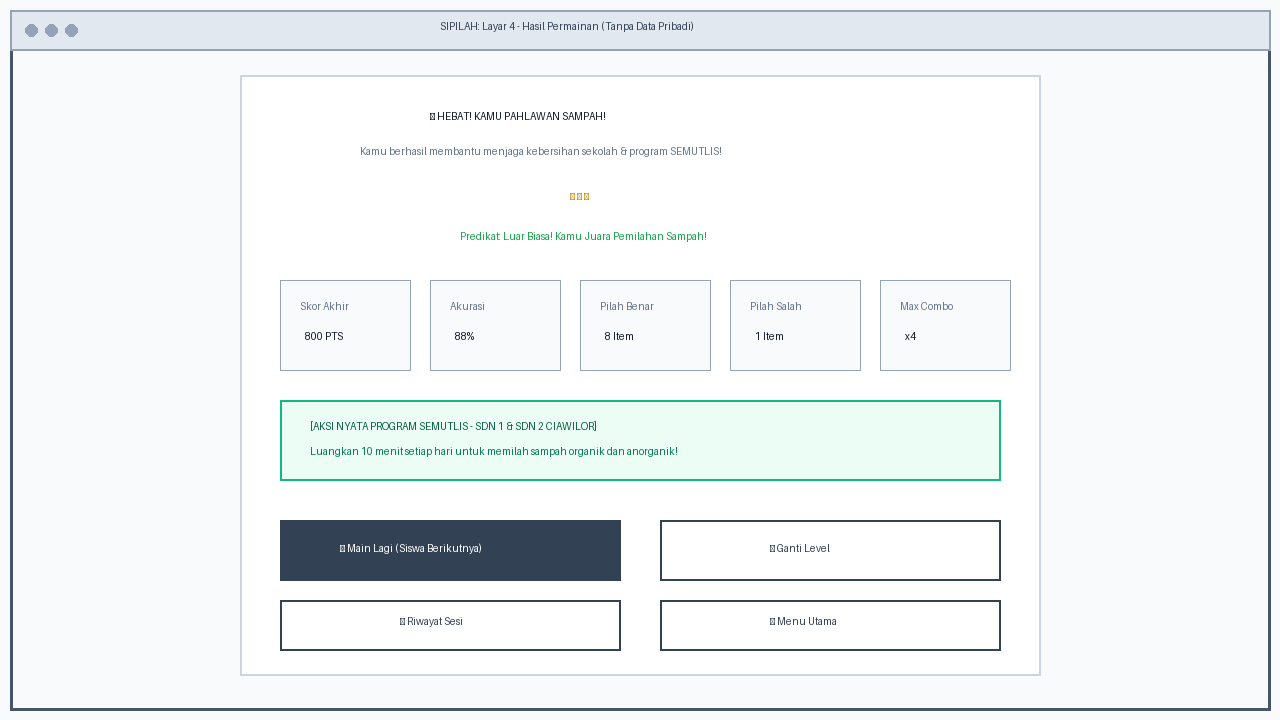 SIPILAH: Layar 4 - Hasil Permainan (Tanpa Data Pribadi)
HEBAT! KAMU PAHLAWAN SAMPAH!
Kamu berhasil membantu menjaga kebersihan sekolah & program SEMUTLIS!
Predikat: Luar Biasa! Kamu Juara Pemilahan Sampah!
Skor Akhir
800 PTS
Akurasi
88%
Pilah Benar
8 Item
Pilah Salah
1 Item
Max Combo
x4
[AKSI NYATA PROGRAM SEMUTLIS - SDN 1 & SDN 2 CIAWILOR]
Luangkan 10 menit setiap hari untuk memilah sampah organik dan anorganik!
Main Lagi (Siswa Berikutnya)
Ganti Level
Riwayat Sesi
Menu Utama